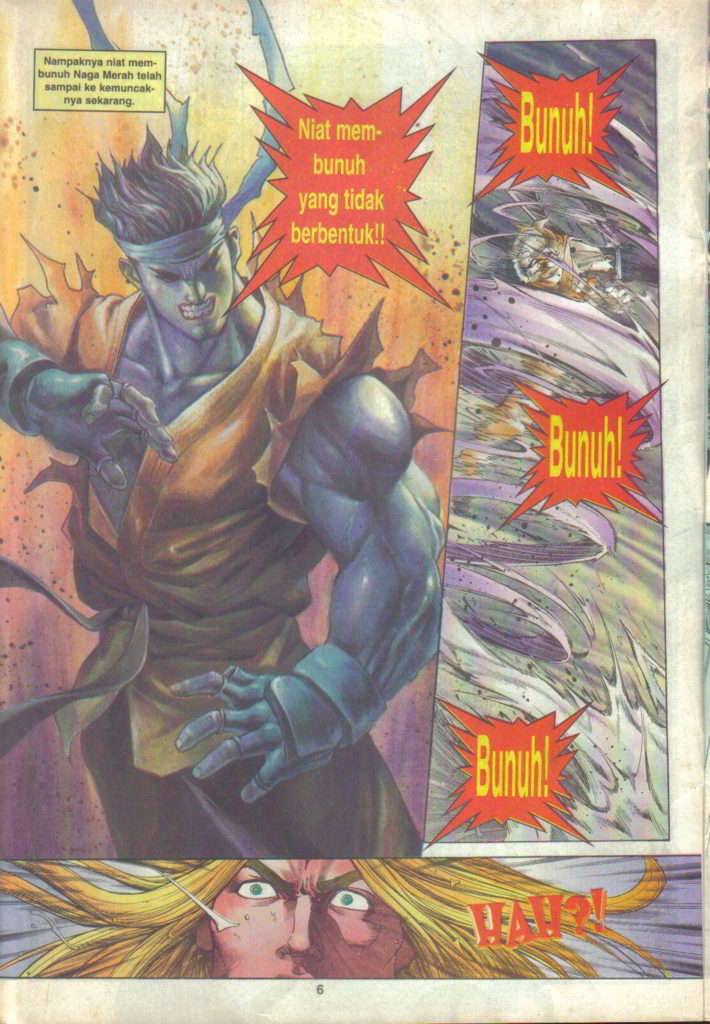 Nampaknya niat mem-
bunuh Naga Merah telah
sampai ke kemuncak-
nya sekarang.
Niat mem-
bunuh
yang tidak
berbentuk!!
Bunuh!
Bunuh!
Bunuh!
HAH?!
6